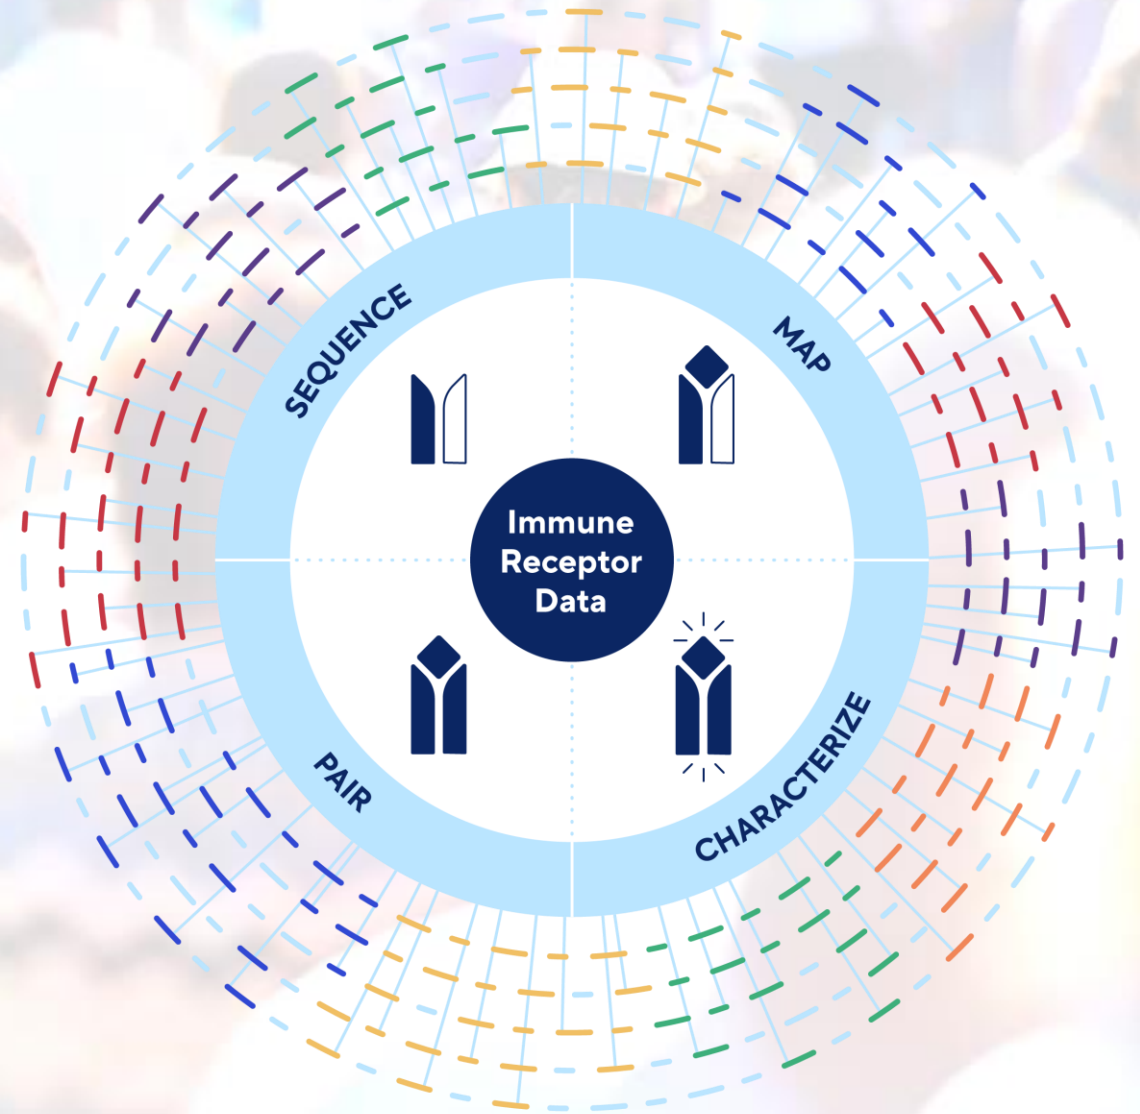 SEQUENCE
MAP
Immune
Receptor
Data
PAIR
CHARACTERIZE